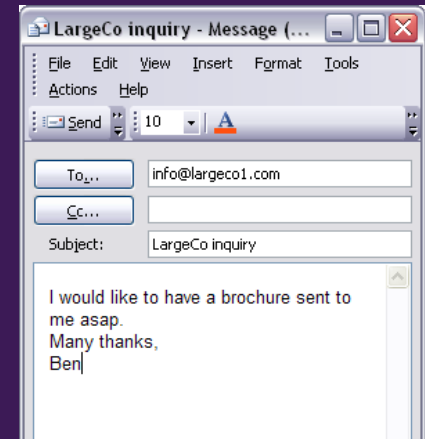 LargeCo inquiry - Message (...
File Edit View Insert Format Tools
Actions Help
Send 10 A
To... info@largeco1.com
Cc...
Subject: LargeCo inquiry
I would like to have a brochure sent to
me asap.
Many thanks,
Ben